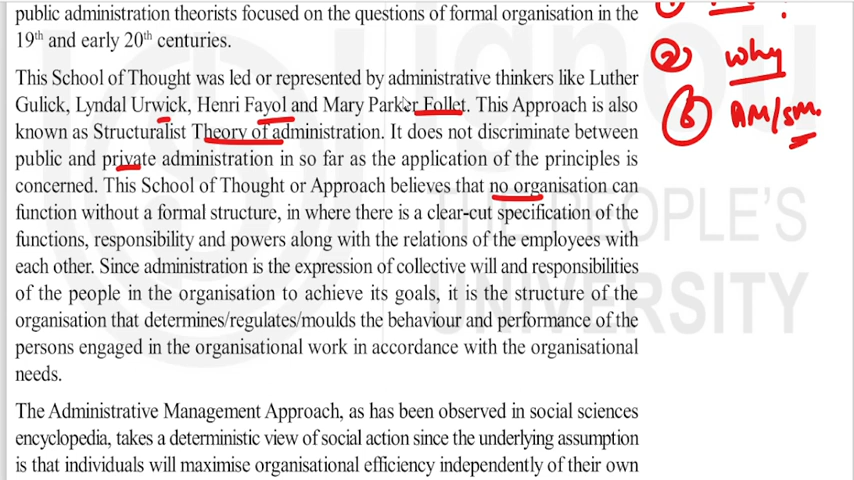 public administration theorists focused on the questions of formal organisation in the
19th and early 20th centuries.
This School of Thought was led or represented by administrative thinkers like Luther
Gulick, Lyndal Urwick, Henri Fayol and Mary Parker Follet. This Approach is also
known as Structuralist Theory of administration. It does not discriminate between
public and private administration in so far as the application of the principles is
concerned. This School of Thought or Approach believes that no organisation can
function without a formal structure, in where there is a clear-cut specification of the
functions, responsibility and powers along with the relations of the employees with
each other. Since administration is the expression of collective will and responsibilities
of the people in the organisation to achieve its goals, it is the structure of the
organisation that determines/regulates/moulds the behaviour and performance of the
persons engaged in the organisational work in accordance with the organisational
needs.
The Administrative Management Approach, as has been observed in social sciences
encyclopedia, takes a deterministic view of social action since the underlying assumption
is that individuals will maximise organisational efficiency independently of their own
② why
③ AM/SM.
ignou
THE PEOPLE'S
UNIVERSITY